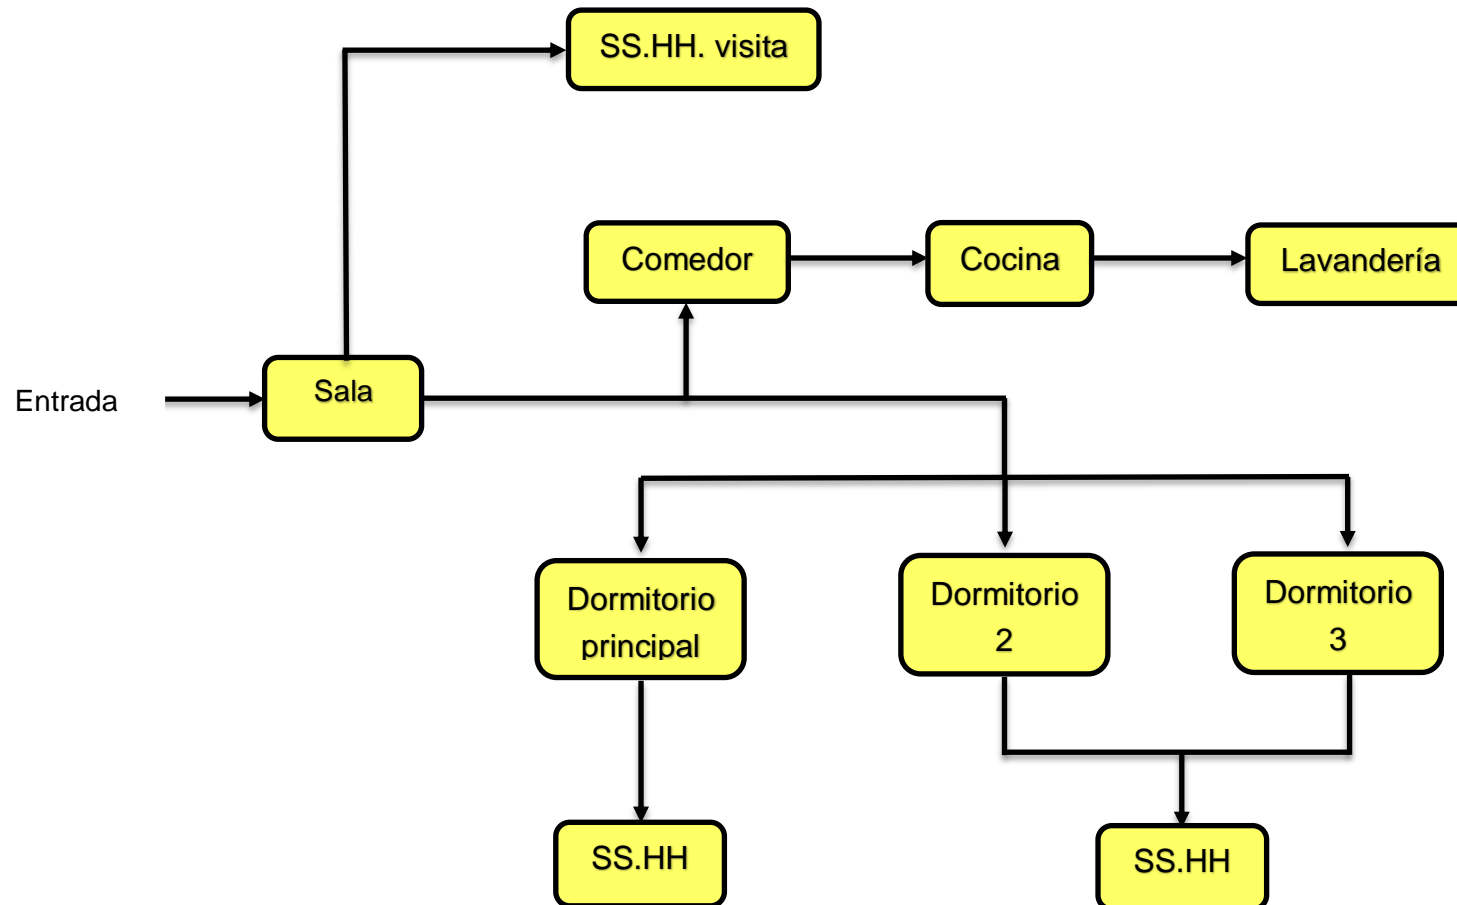 SS.HH. visita
Comedor
Cocina
Lavandería
Entrada
Sala
Dormitorio
principal
Dormitorio
2
Dormitorio
3
SS.HH
SS.HH